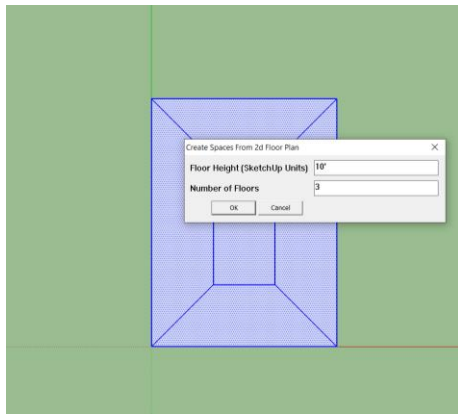 Create Spaces From 2d Floor Plan
Floor Height (SketchUp Units) 10'
Number of Floors 3
OK Cancel